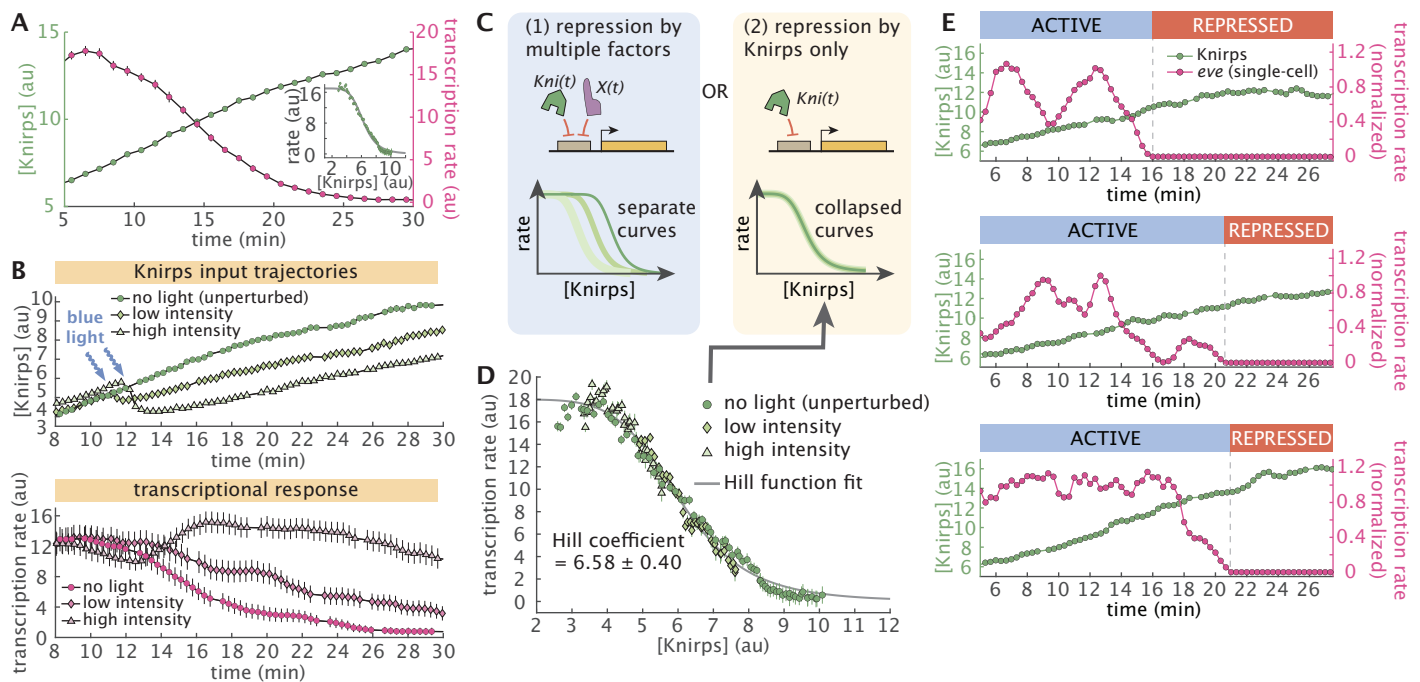 A
[Knirps] (au)
15
10
5
20
15
10
5
0
transcription rate (au)
5
10
15
20
25
30
time (min)
rate (au)
16
8
0
2
6
10
[Knirps] (au)
B
Knirps input trajectories
[Knirps] (au)
10
9
8
7
6
5
4
3
no light (unperturbed)
low intensity
high intensity
blue
light
8 10 12 14 16 18 20 22 24 26 28 30
time (min)
transcriptional response
transcription rate (au)
16
12
8
4
0
no light
low intensity
high intensity
8 10 12 14 16 18 20 22 24 26 28 30
time (min)
C
(1) repression by
multiple factors
Kni(t)
X(t)
rate
separate
curves
[Knirps]
OR
(2) repression by
Knirps only
Kni(t)
rate
collapsed
curves
[Knirps]
D
transcription rate (au)
20
18
16
14
12
10
8
6
4
2
0
no light (unperturbed)
low intensity
high intensity
Hill function fit
Hill coefficient
= 6.58 ± 0.40
2 3 4 5 6 7 8 9 10 11 12
[Knirps] (au)
E
ACTIVE
REPRESSED
[Knirps] (au)
16
14
12
10
8
6
Knirps
eve (single-cell)
1.2
0.8
0.4
0
transcription rate
(normalized)
6 8 10 12 14 16 18 20 22 24 26
time (min)
ACTIVE
REPRESSED
[Knirps] (au)
16
14
12
10
8
6
1.2
0.8
0.4
0
transcription rate
(normalized)
6 8 10 12 14 16 18 20 22 24 26
time (min)
ACTIVE
REPRESSED
[Knirps] (au)
16
14
12
10
8
6
1.2
0.8
0.4
0
transcription rate
(normalized)
6 8 10 12 14 16 18 20 22 24 26
time (min)